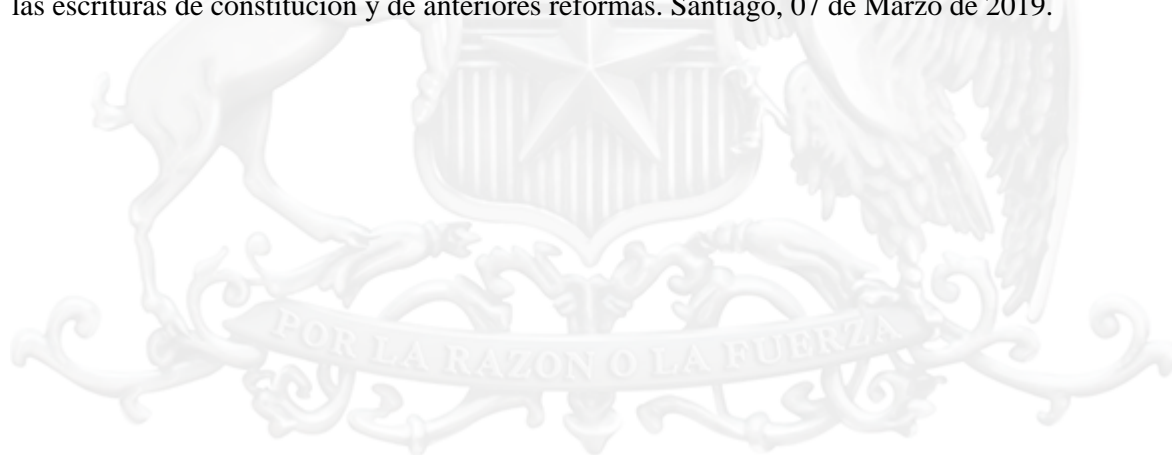 las escrituras de constitución y de anteriores reformas. Santiago, 07 de Marzo de 2019.
POR LA RAZON O LA FUERZA